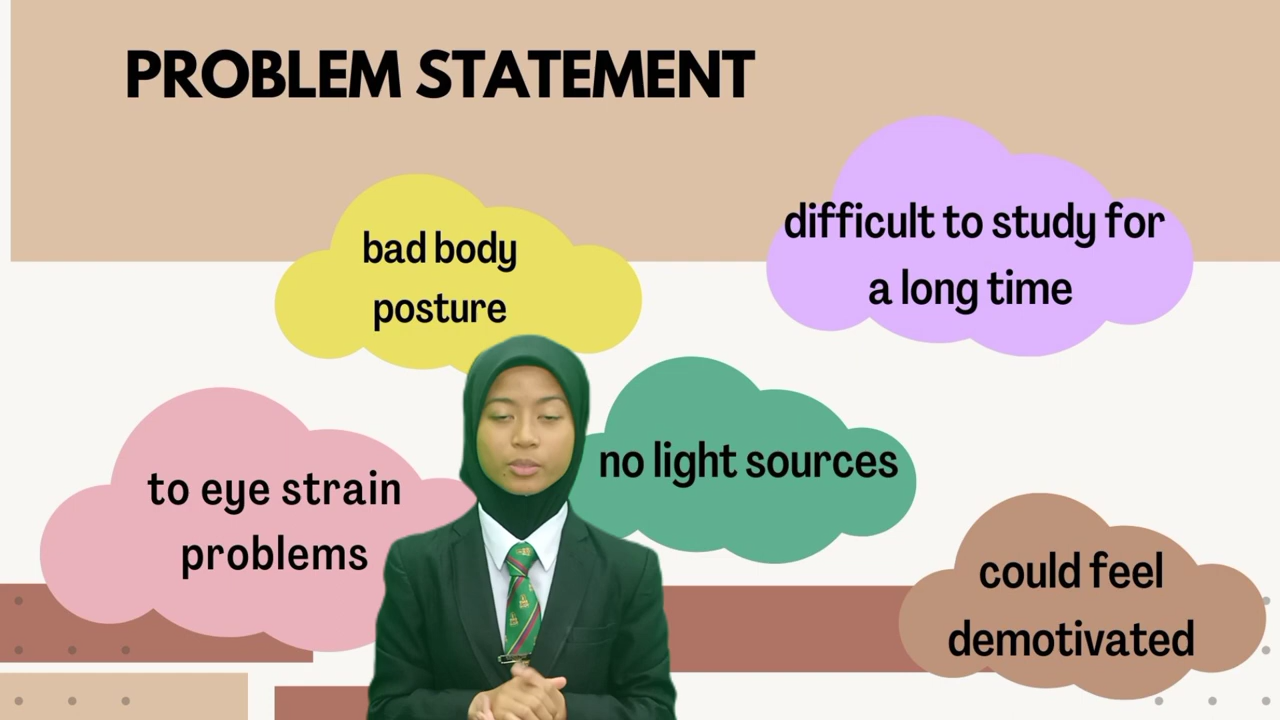 PROBLEM STATEMENT
bad body
posture
difficult to study for
a long time
to eye strain
problems
no light sources
could feel
demotivated